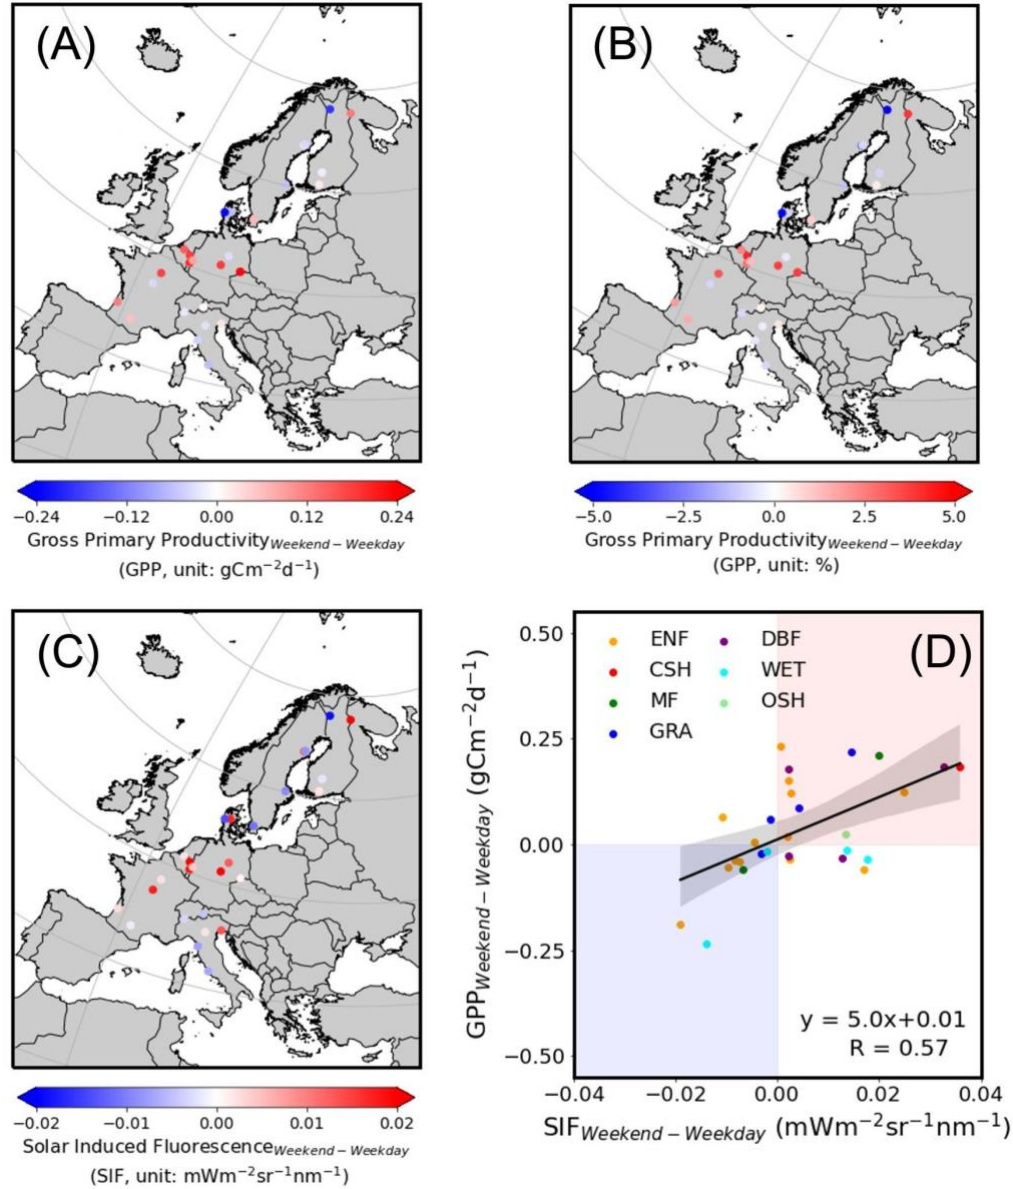 (A)
−0.24 −0.12 0.00 0.12 0.24
Gross Primary Productivity_{Weekend−Weekday}
(GPP, unit: gCm⁻²d⁻¹)
(B)
−5.0 −2.5 0.0 2.5 5.0
Gross Primary Productivity_{Weekend−Weekday}
(GPP, unit: %)
(C)
−0.02 −0.01 0.00 0.01 0.02
Solar Induced Fluorescence_{Weekend−Weekday}
(SIF, unit: mWm⁻²sr⁻¹nm⁻¹)
(D)
ENF DBF
CSH WET
MF OSH
GRA
GPP_{Weekend−Weekday} (gCm⁻²d⁻¹)
0.50
0.25
0.00
−0.25
−0.50
y = 5.0x+0.01
R = 0.57
−0.04 −0.02 0.00 0.02 0.04
SIF_{Weekend−Weekday} (mWm⁻²sr⁻¹nm⁻¹)